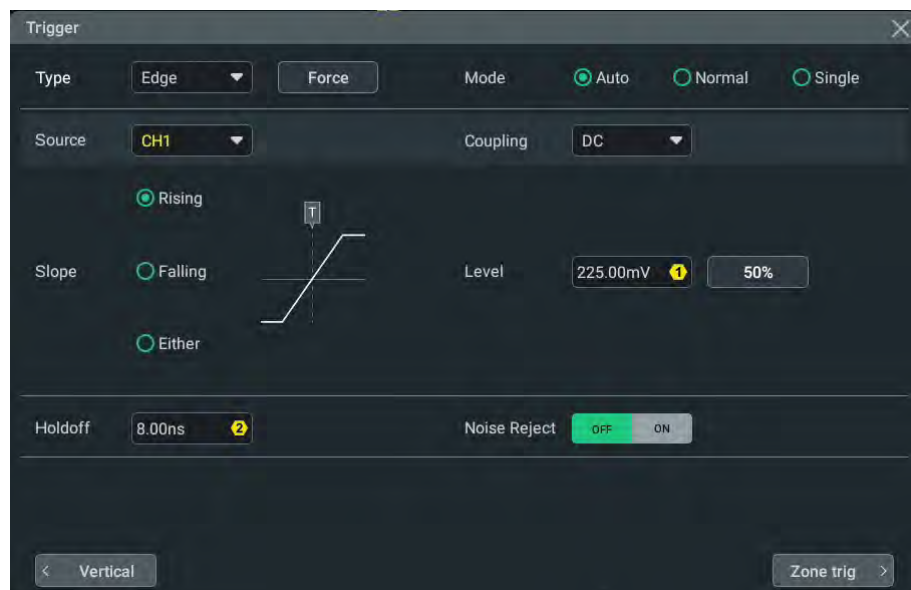 Trigger
Type Edge Force Mode Auto Normal Single
Source CH1 Coupling DC
Rising
T
Slope Falling Level 225.00mV 1 50%
Either
Holdoff 8.00ns 2 Noise Reject OFF ON
< Vertical Zone trig >